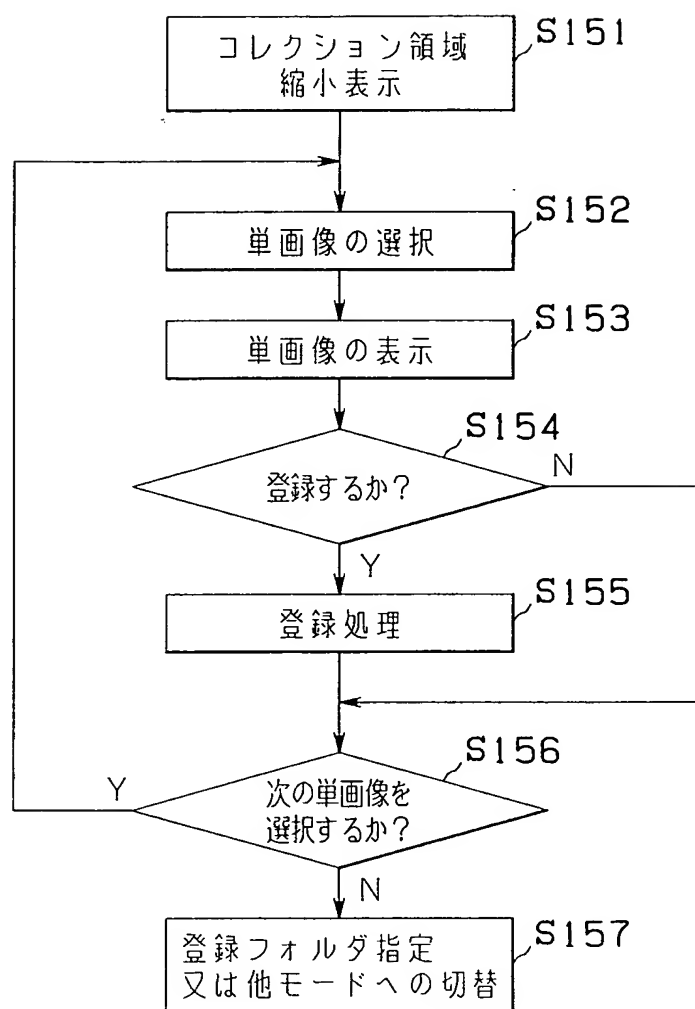 コレクション領域
縮小表示
S151
単画像の選択
S152
単画像の表示
S153
登録するか?
S154
N
Y
登録処理
S155
次の単画像を
選択するか?
S156
Y
N
登録フォルダ指定
又は他モードへの切替
S157